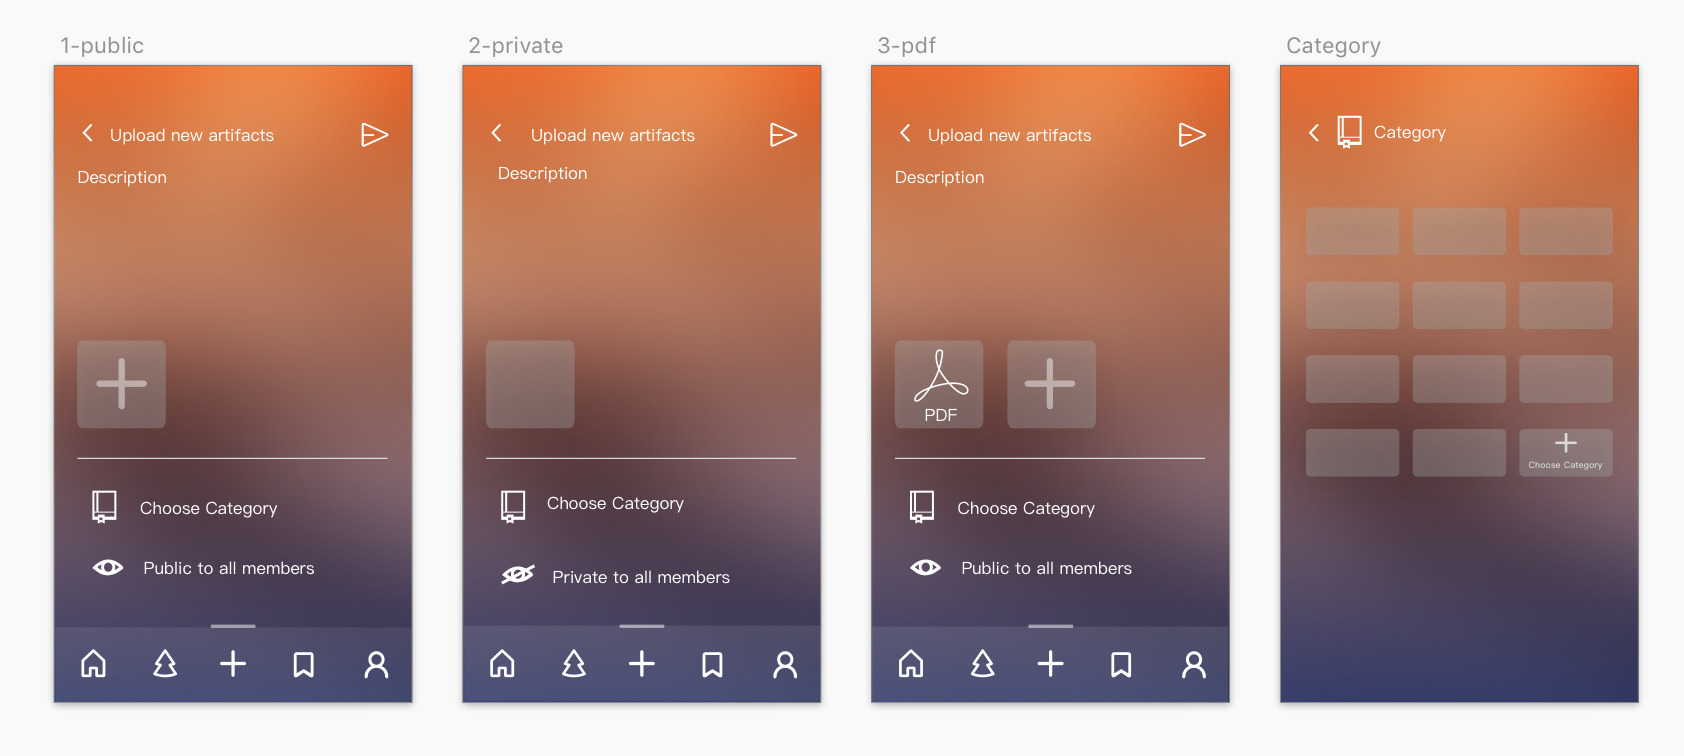 1-public
Upload new artifacts
Description
Choose Category
Public to all members
2-private
Upload new artifacts
Description
Choose Category
Private to all members
3-pdf
Upload new artifacts
Description
PDF
Choose Category
Public to all members
Category
Category
Choose Category